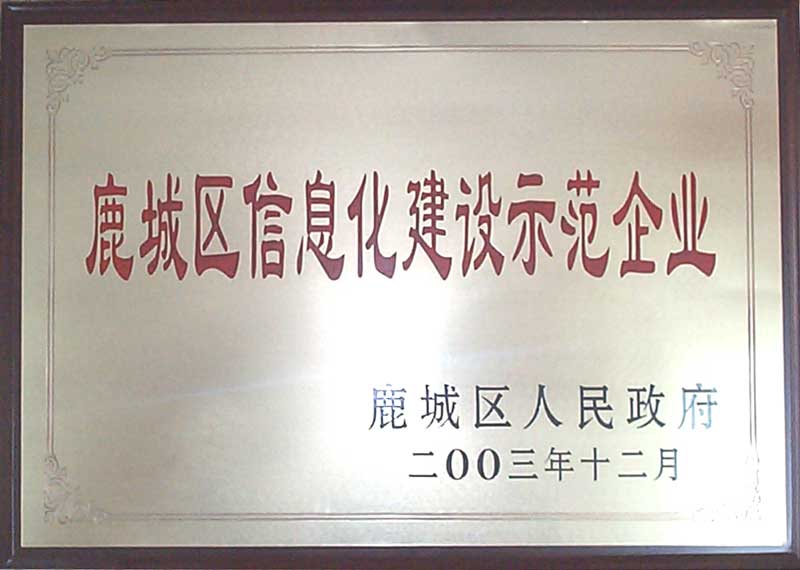 鹿城区信息化建设示范企业
鹿城区人民政府
二00三年十二月